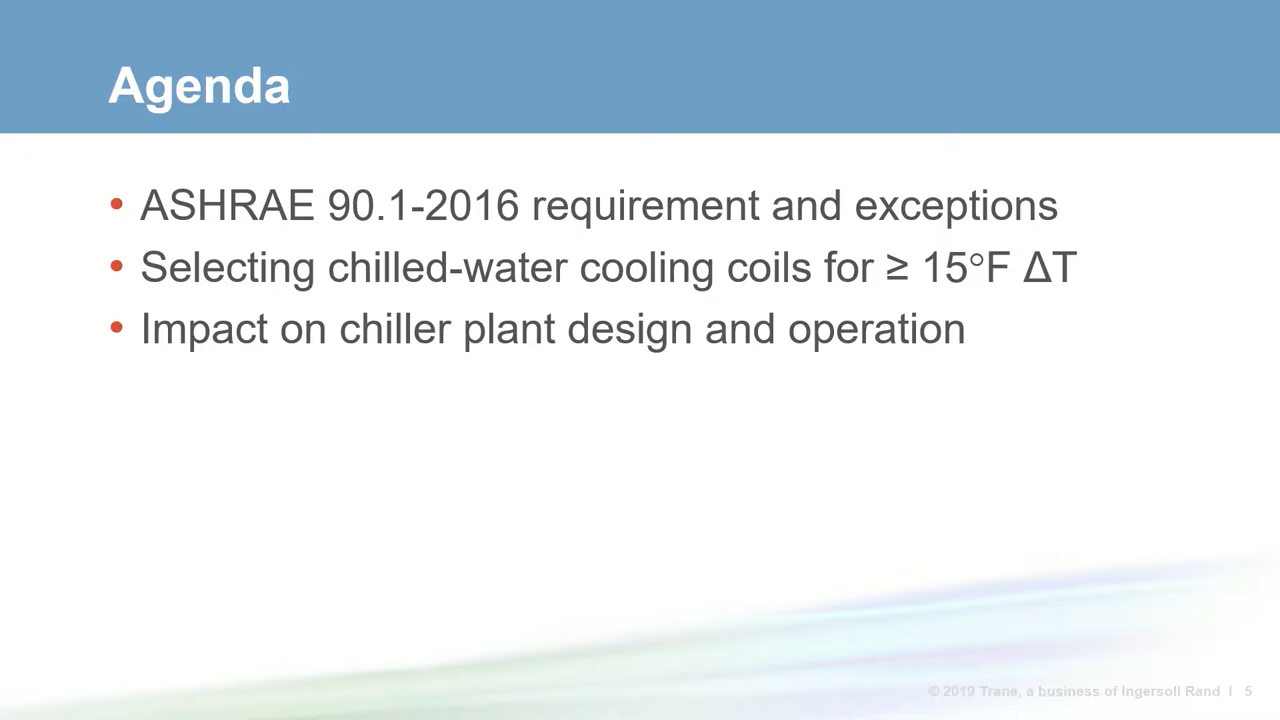 Agenda
• ASHRAE 90.1-2016 requirement and exceptions
• Selecting chilled-water cooling coils for ≥ 15°F ΔT
• Impact on chiller plant design and operation
© 2019 Trane, a business of Ingersoll Rand | 5